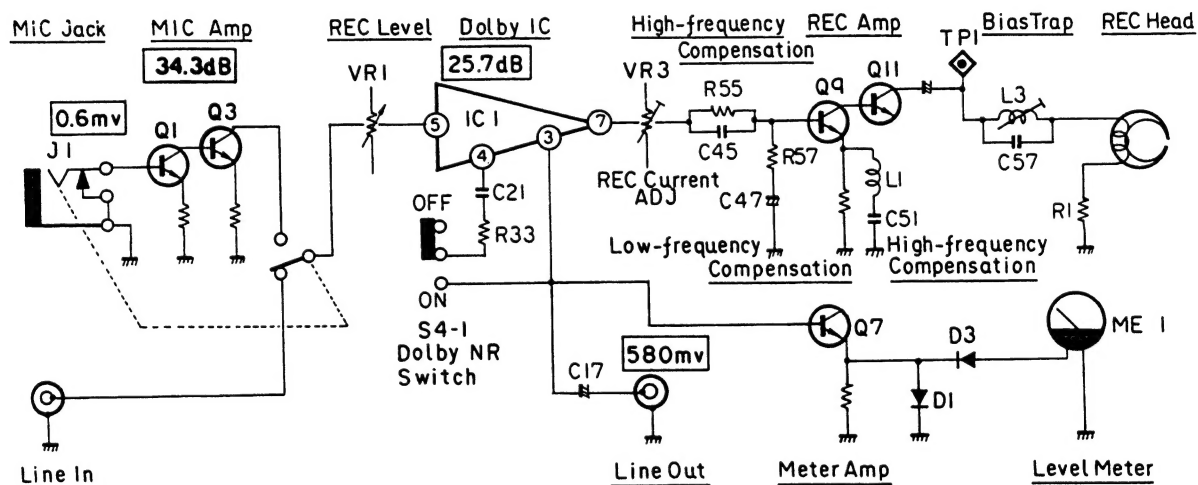 MiC Jack
MIC Amp
REC Level
Dolby IC
High-frequency
Compensation
REC Amp
BiasTrap
REC Head
34.3dB
25.7dB
TP1
0.6mv
J1
Q1
Q3
VR1
5
IC1
3
7
4
VR3
R55
C45
Q9
Q11
L3
C57
C21
OFF
R33
REC Current
ADJ
R57
C47
L1
C51
R1
Low-frequency
Compensation
High-frequency
Compensation
ON
S4-1
Dolby NR
Switch
580mv
C17
Q7
D3
D1
ME 1
Line In
Line Out
Meter Amp
Level Meter